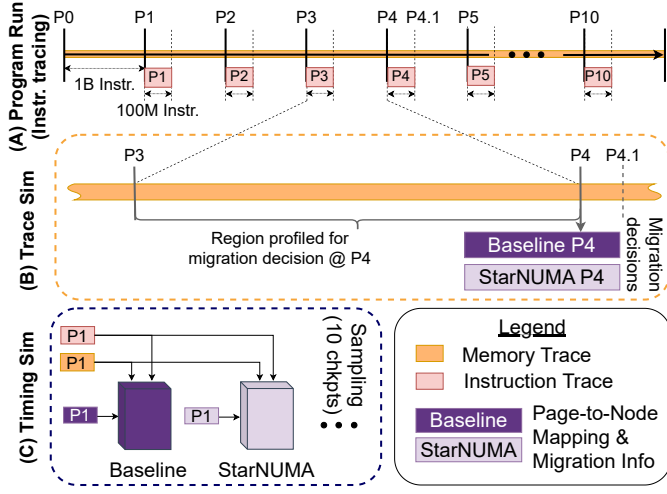 (A) Program Run
(Instr. tracing)
P0 P1 P2 P3 P4 P4.1 P5 P10
P1 P2 P3 P4 P5 P10
1B Instr.
100M Instr.
(B) Trace Sim
P3 P4 P4.1
Region profiled for
migration decision @ P4
Baseline P4
StarNUMA P4
Migration
decisions
(C) Timing Sim
P1
P1
P1
P1
Baseline
StarNUMA
Sampling
(10 chkpts)
Legend
Memory Trace
Instruction Trace
Baseline
StarNUMA
Page-to-Node
Mapping &
Migration Info